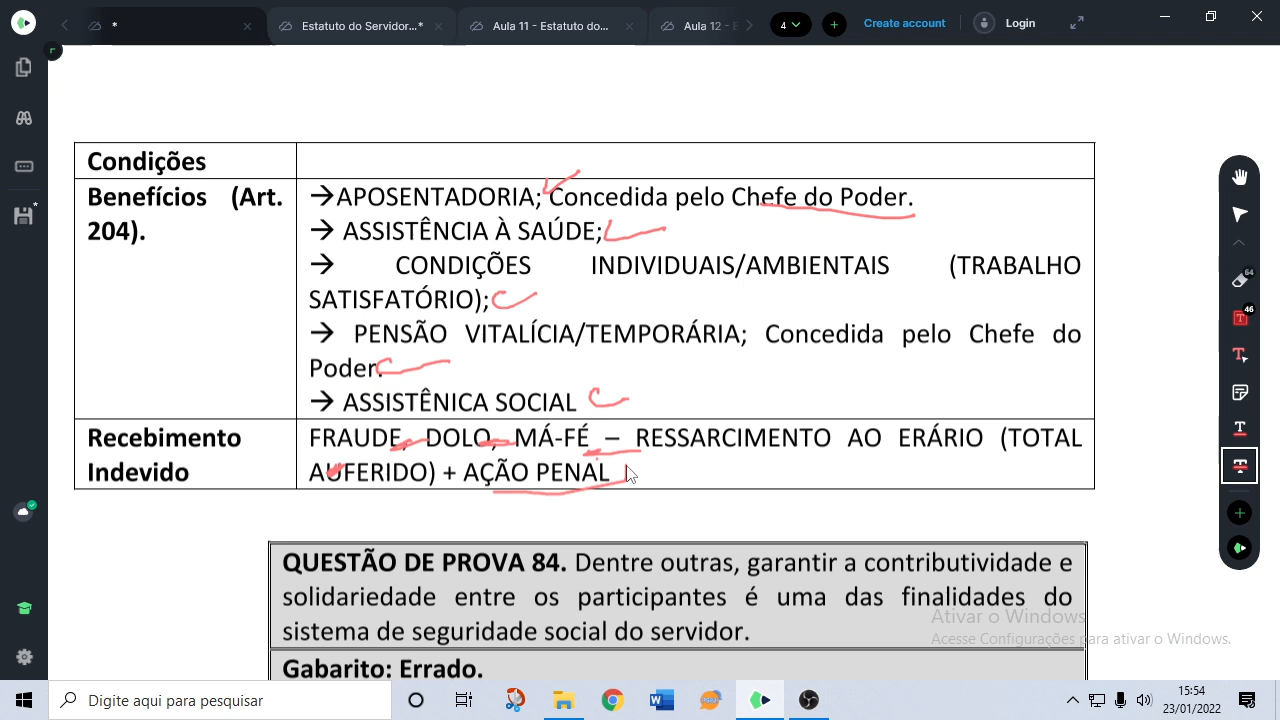 *
Estatuto do Servidor...*
Aula 11 - Estatuto do...
Aula 12 - E
4
Create account
Login
Condições
Benefícios (Art. 204).
→APOSENTADORIA; Concedida pelo Chefe do Poder.
→ ASSISTÊNCIA À SAÚDE;
→ CONDIÇÕES INDIVIDUAIS/AMBIENTAIS (TRABALHO
SATISFATÓRIO);
→ PENSÃO VITALÍCIA/TEMPORÁRIA; Concedida pelo Chefe do
Poder.
→ ASSISTÊNICA SOCIAL
Recebimento Indevido
FRAUDE, DOLO, MÁ-FÉ – RESSARCIMENTO AO ERÁRIO (TOTAL
AUFERIDO) + AÇÃO PENAL
QUESTÃO DE PROVA 84. Dentre outras, garantir a contributividade e
solidariedade entre os participantes é uma das finalidades do
sistema de seguridade social do servidor.
Gabarito: Errado.
Ativar o Windows
Acesse Configurações para ativar o Windows.
64
46
Digite aqui para pesquisar
15:54
23/01/2022